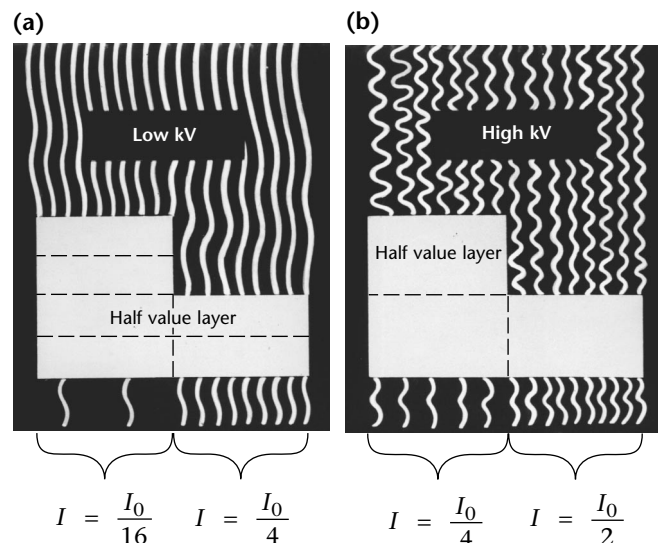 (a)
Low kV
Half value layer
I = I₀/16
I = I₀/4
(b)
High kV
Half value layer
I = I₀/4
I = I₀/2